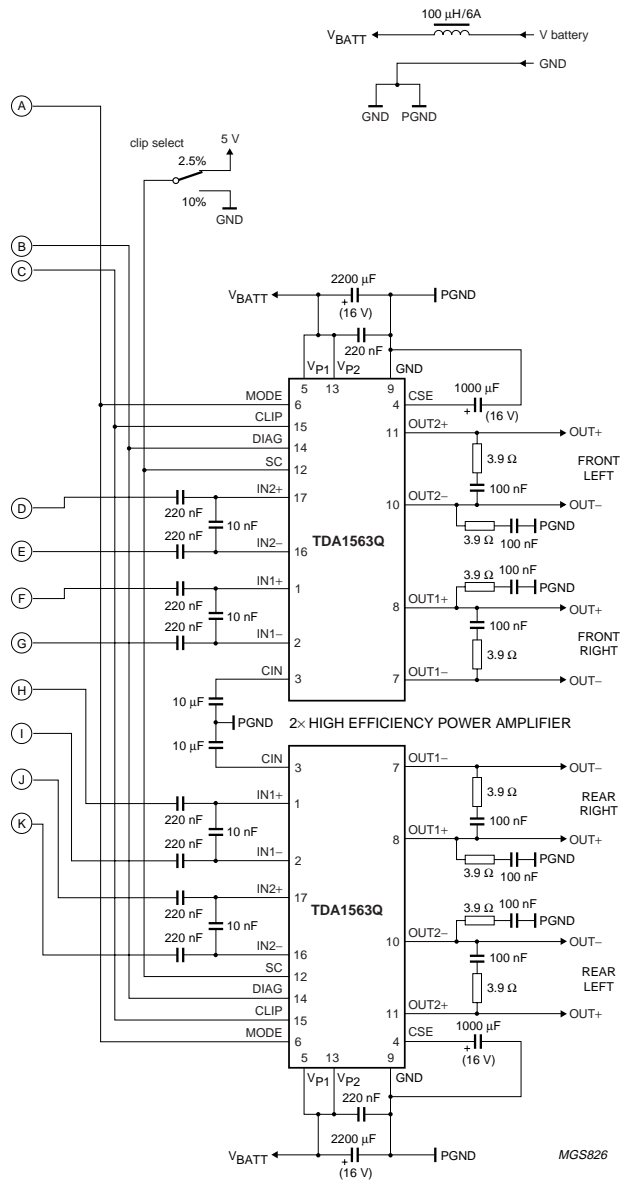 100 µH/6A
VBATT
V battery
GND
GND PGND
A
clip select
5 V
2.5%
10%
GND
B
C
2200 µF
VBATT
+
(16 V)
PGND
220 nF
VP1 VP2 GND
5 13 9
MODE 6
4 CSE
1000 µF
+
(16 V)
CLIP 15
11 OUT2+
OUT+
DIAG 14
3.9 Ω
FRONT
LEFT
SC 12
100 nF
D
220 nF
IN2+ 17
10 OUT2−
OUT−
10 nF
TDA1563Q
3.9 Ω 100 nF
PGND
E
220 nF
IN2− 16
F
220 nF
IN1+ 1
3.9 Ω 100 nF
PGND
8 OUT1+
OUT+
10 nF
100 nF
FRONT
RIGHT
G
220 nF
IN1− 2
3.9 Ω
CIN 3
7 OUT1−
OUT−
10 µF
PGND
2× HIGH EFFICIENCY POWER AMPLIFIER
10 µF
CIN 3
7 OUT1−
OUT−
H
I
J
K
220 nF
IN1+ 1
3.9 Ω
REAR
RIGHT
10 nF
100 nF
8 OUT1+
OUT+
220 nF
IN1− 2
3.9 Ω 100 nF
PGND
220 nF
IN2+ 17
TDA1563Q
3.9 Ω 100 nF
PGND
10 nF
10 OUT2−
OUT−
220 nF
IN2− 16
100 nF
REAR
LEFT
SC 12
3.9 Ω
DIAG 14
CLIP 15
11 OUT2+
OUT+
MODE 6
4 CSE
1000 µF
+
(16 V)
5 13 9
VP1 VP2 GND
220 nF
2200 µF
VBATT
+
(16 V)
PGND
MGS826